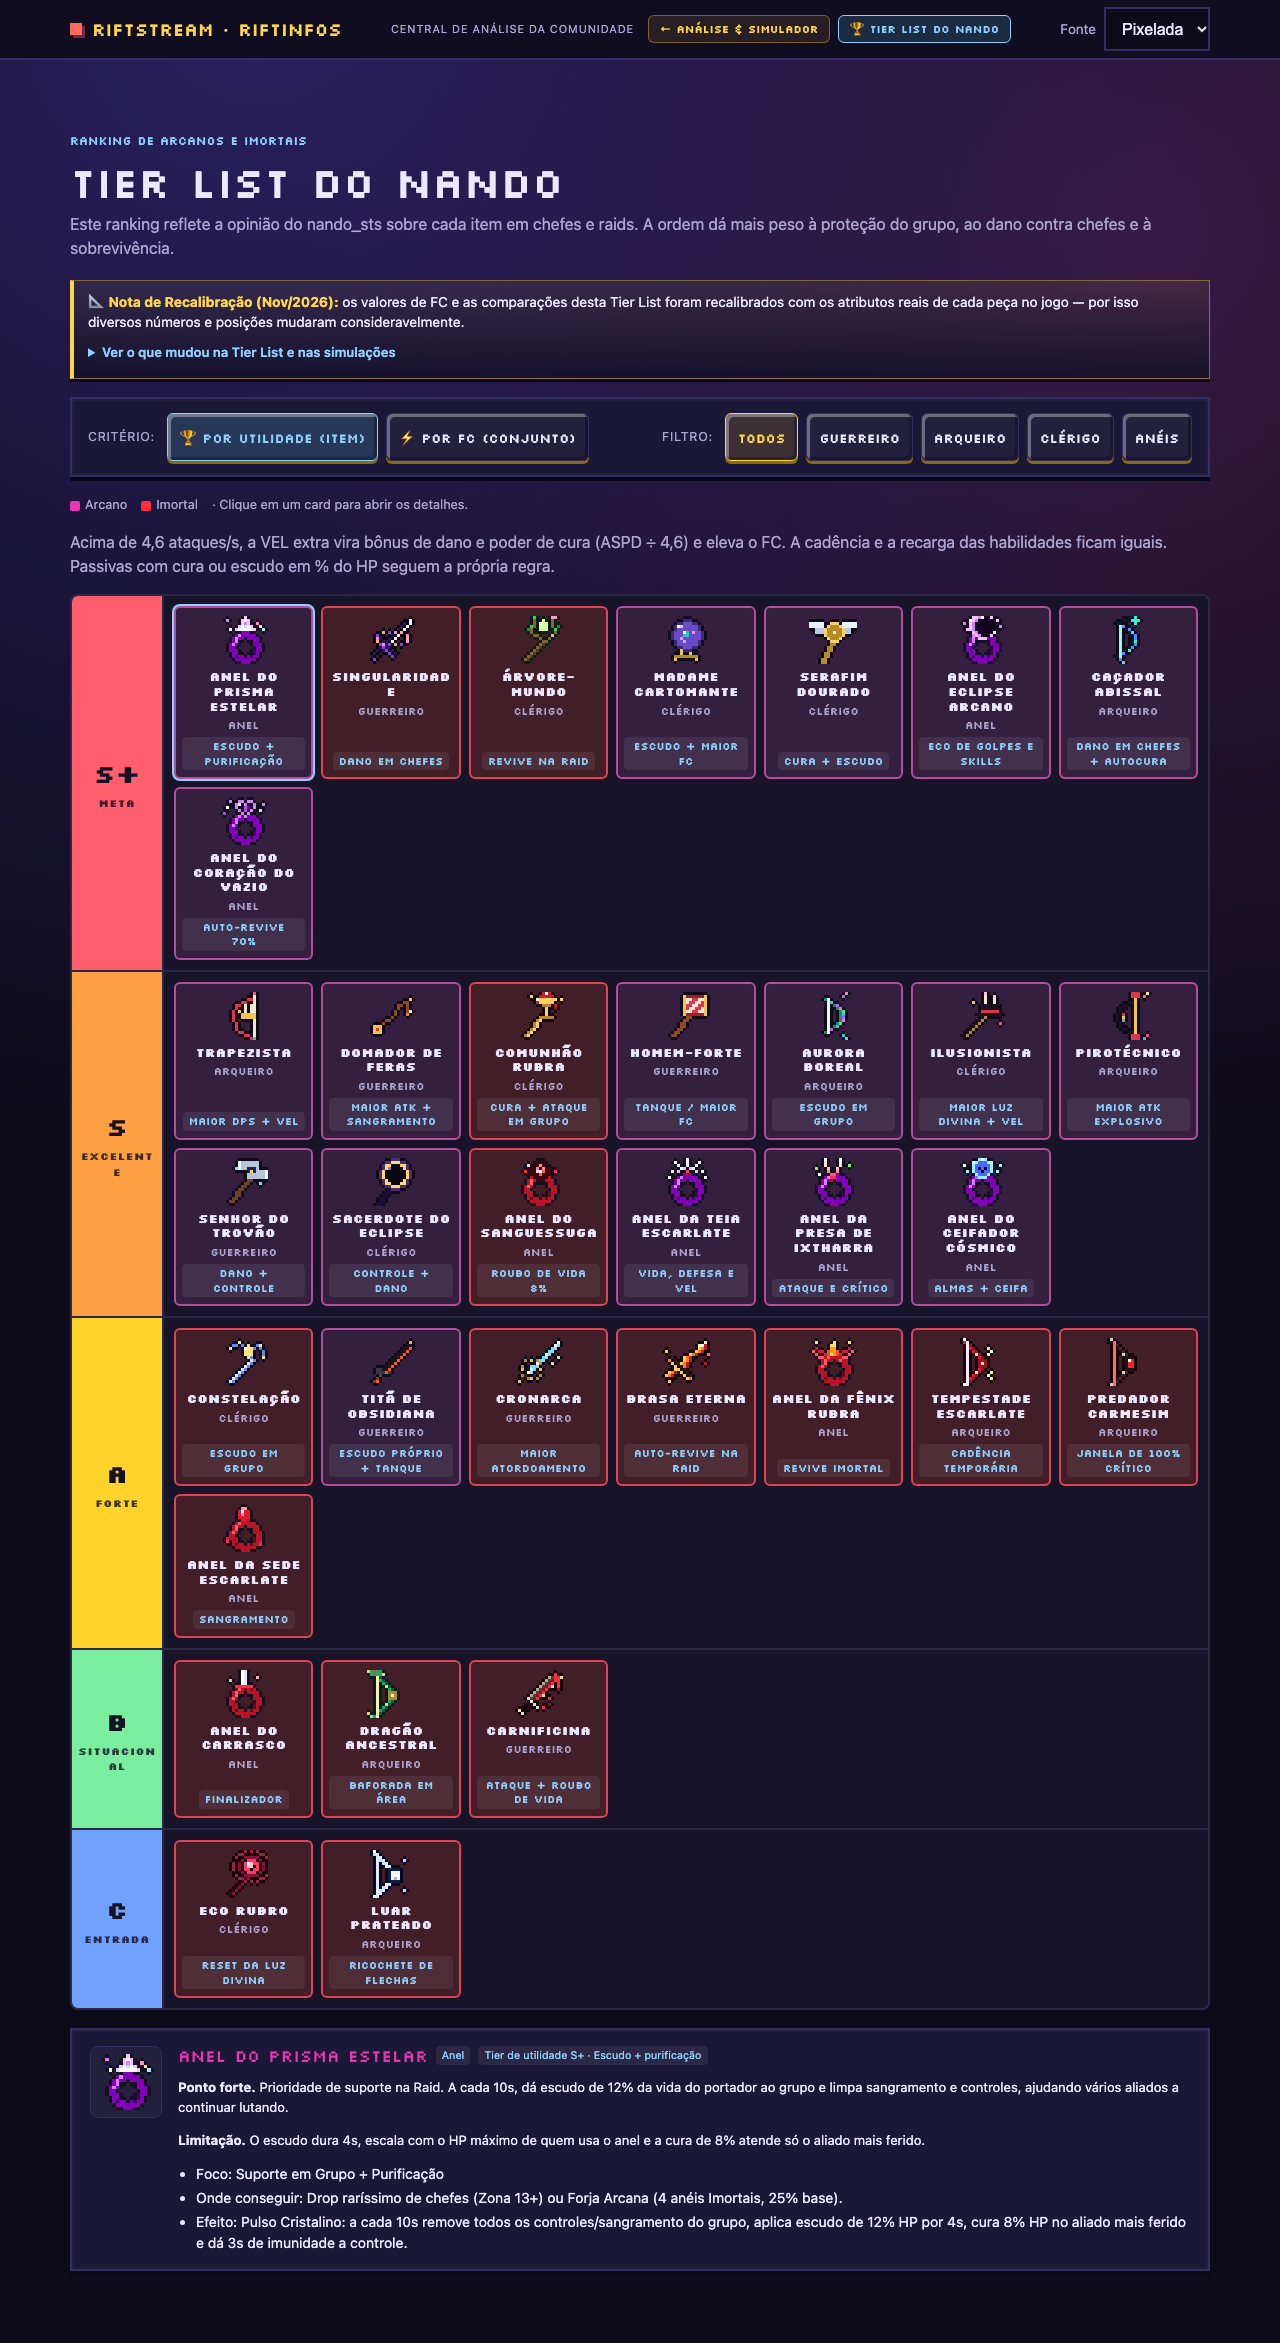 RIFTSTREAM · RIFTINFOS
CENTRAL DE ANÁLISE DA COMUNIDADE
← ANÁLISE & SIMULADOR
🏆 TIER LIST DO NANDO
Fonte
Pixelada
RANKING DE ARCANOS E IMORTAIS
TIER LIST DO NANDO
Este ranking reflete a opinião do nando_sts sobre cada item em chefes e raids. A ordem dá mais peso à proteção do grupo, ao dano contra chefes e à
sobrevivência.
📐 Nota de Recalibração (Nov/2026): os valores de FC e as comparações desta Tier List foram recalibrados com os atributos reais de cada peça no jogo — por isso
diversos números e posições mudaram consideravelmente.
▶ Ver o que mudou na Tier List e nas simulações
CRITÉRIO:
🏆 POR UTILIDADE (ITEM)
⚡ POR FC (CONJUNTO)
FILTRO:
TODOS
GUERREIRO
ARQUEIRO
CLÉRIGO
ANÉIS
Arcano
Imortal
· Clique em um card para abrir os detalhes.
Acima de 4,6 ataques/s, a VEL extra vira bônus de dano e poder de cura (ASPD ÷ 4,6) e eleva o FC. A cadência e a recarga das habilidades ficam iguais.
Passivas com cura ou escudo em % do HP seguem a própria regra.
S+
META
ANEL DO
PRISMA
ESTELAR
ANEL
ESCUDO +
PURIFICAÇÃO
SINGULARIDAD
E
GUERREIRO
DANO EM CHEFES
ÁRVORE-
MUNDO
CLÉRIGO
REVIVE NA RAID
MADAME
CARTOMANTE
CLÉRIGO
ESCUDO + MAIOR
FC
SERAFIM
DOURADO
CLÉRIGO
CURA + ESCUDO
ANEL DO
ECLIPSE
ARCANO
ANEL
ECO DE GOLPES E
SKILLS
CAÇADOR
ABISSAL
ARQUEIRO
DANO EM CHEFES
+ AUTOCURA
ANEL DO
CORAÇÃO DO
VAZIO
ANEL
AUTO-REVIVE
70%
S
EXCELENT
E
TRAPEZISTA
ARQUEIRO
MAIOR DPS + VEL
DOMADOR DE
FERAS
GUERREIRO
MAIOR ATK +
SANGRAMENTO
COMUNHÃO
RUBRA
CLÉRIGO
CURA + ATAQUE
EM GRUPO
HOMEM-FORTE
GUERREIRO
TANQUE / MAIOR
FC
AURORA
BOREAL
ARQUEIRO
ESCUDO EM
GRUPO
ILUSIONISTA
CLÉRIGO
MAIOR LUZ
DIVINA + VEL
PIROTÉCNICO
ARQUEIRO
MAIOR ATK
EXPLOSIVO
SENHOR DO
TROVÃO
GUERREIRO
DANO +
CONTROLE
SACERDOTE DO
ECLIPSE
CLÉRIGO
CONTROLE +
DANO
ANEL DO
SANGUESSUGA
ANEL
ROUBO DE VIDA
8%
ANEL DA TEIA
ESCARLATE
ANEL
VIDA, DEFESA E
VEL
ANEL DA
PRESA DE
IXTHARRA
ANEL
ATAQUE E CRÍTICO
ANEL DO
CEIFADOR
CÓSMICO
ANEL
ALMAS + CEIFA
A
FORTE
CONSTELAÇÃO
CLÉRIGO
ESCUDO EM
GRUPO
TITÃ DE
OBSIDIANA
GUERREIRO
ESCUDO PRÓPRIO
+ TANQUE
CRONARCA
GUERREIRO
MAIOR
ATORDOAMENTO
BRASA ETERNA
GUERREIRO
AUTO-REVIVE NA
RAID
ANEL DA FÊNIX
RUBRA
ANEL
REVIVE IMORTAL
TEMPESTADE
ESCARLATE
ARQUEIRO
CADÊNCIA
TEMPORÁRIA
PREDADOR
CARMESIM
ARQUEIRO
JANELA DE 100%
CRÍTICO
ANEL DA SEDE
ESCARLATE
ANEL
SANGRAMENTO
B
SITUACION
AL
ANEL DO
CARRASCO
ANEL
FINALIZADOR
DRAGÃO
ANCESTRAL
ARQUEIRO
BAFORADA EM
ÁREA
CARNIFICINA
GUERREIRO
ATAQUE + ROUBO
DE VIDA
C
ENTRADA
ECO RUBRO
CLÉRIGO
RESET DA LUZ
DIVINA
LUAR
PRATEADO
ARQUEIRO
RICOCHETE DE
FLECHAS
ANEL DO PRISMA ESTELAR
Anel
Tier de utilidade S+ · Escudo + purificação
Ponto forte. Prioridade de suporte na Raid. A cada 10s, dá escudo de 12% da vida do portador ao grupo e limpa sangramento e controles, ajudando vários aliados a
continuar lutando.
Limitação. O escudo dura 4s, escala com o HP máximo de quem usa o anel e a cura de 8% atende só o aliado mais ferido.
• Foco: Suporte em Grupo + Purificação
• Onde conseguir: Drop raríssimo de chefes (Zona 13+) ou Forja Arcana (4 anéis Imortais, 25% base).
• Efeito: Pulso Cristalino: a cada 10s remove todos os controles/sangramento do grupo, aplica escudo de 12% HP por 4s, cura 8% HP no aliado mais ferido
e dá 3s de imunidade a controle.